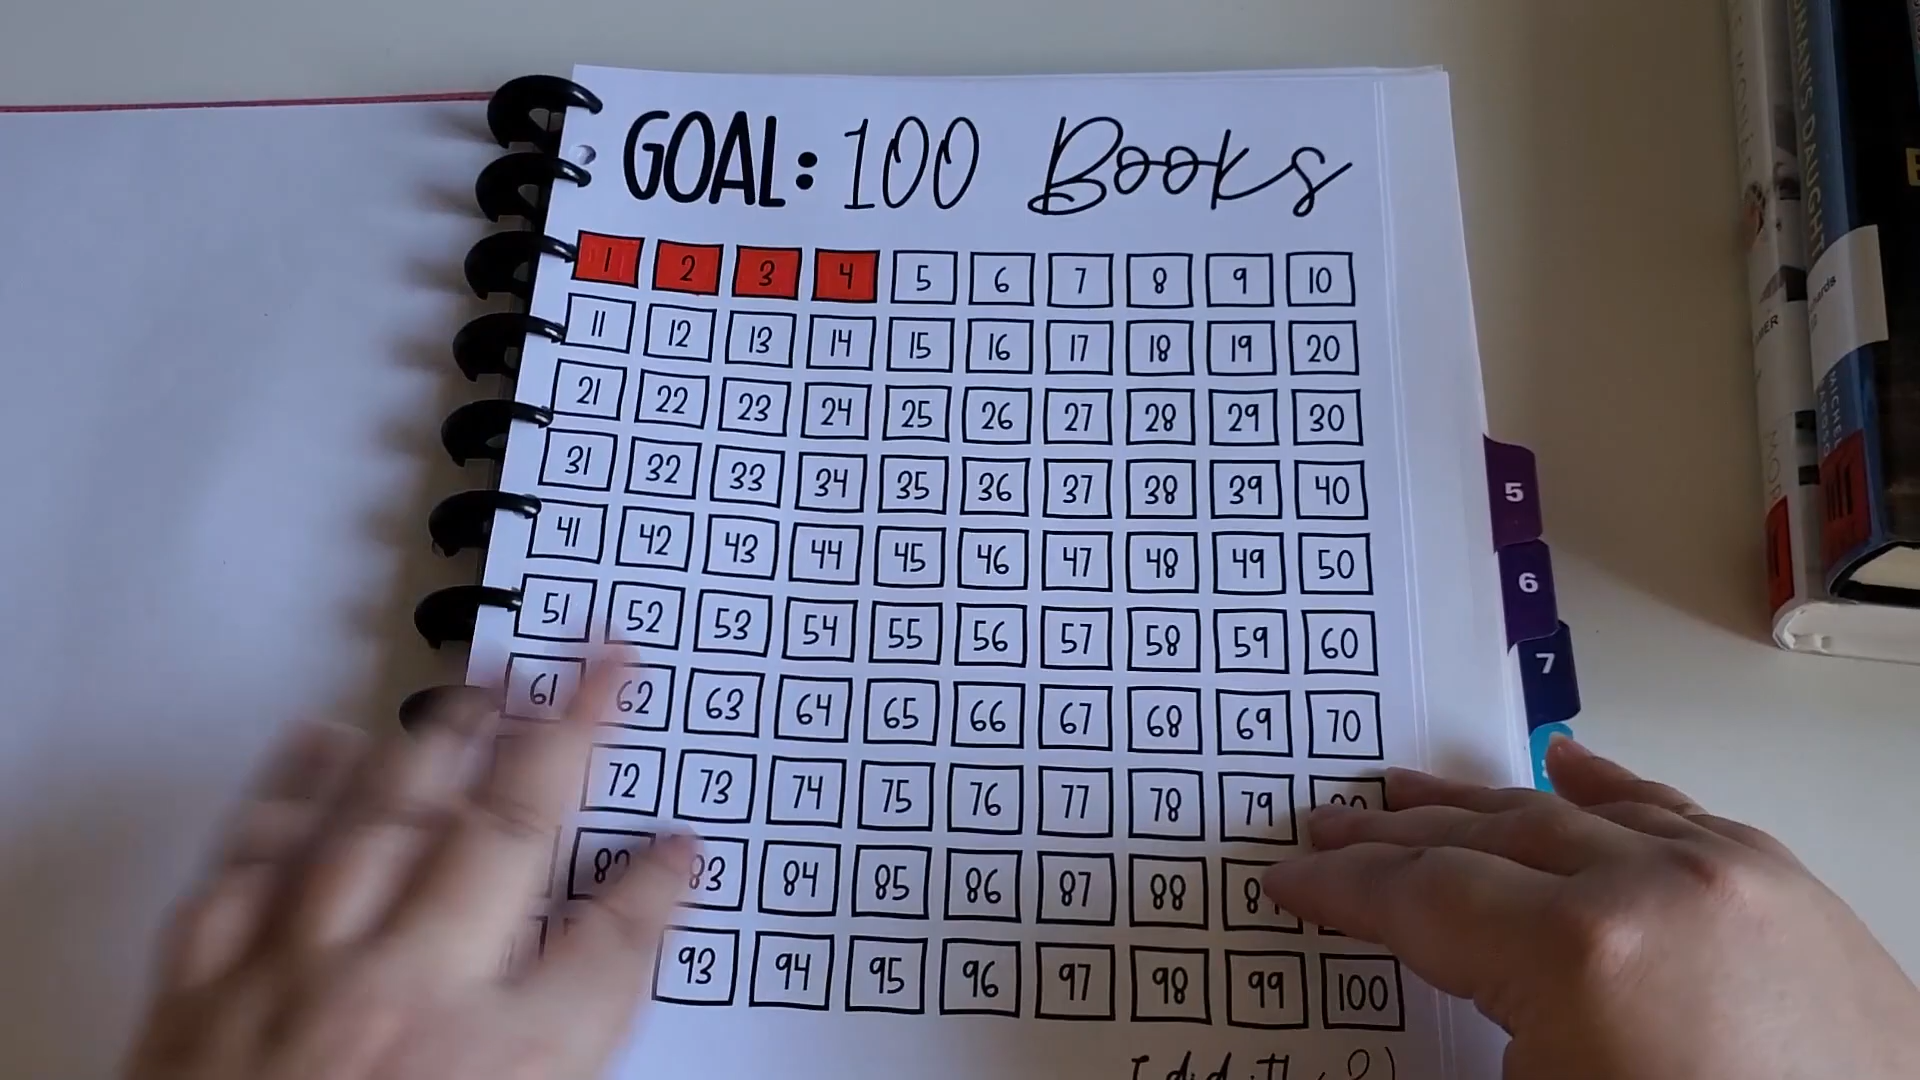 GOAL: 100 Books
1 2 3 4 5 6 7 8 9 10
11 12 13 14 15 16 17 18 19 20
21 22 23 24 25 26 27 28 29 30
31 32 33 34 35 36 37 38 39 40
41 42 43 44 45 46 47 48 49 50
51 52 53 54 55 56 57 58 59 60
61 62 63 64 65 66 67 68 69 70
72 73 74 75 76 77 78 79
83 84 85 86 87 88
93 94 95 96 97 98 99 100
5
6
7